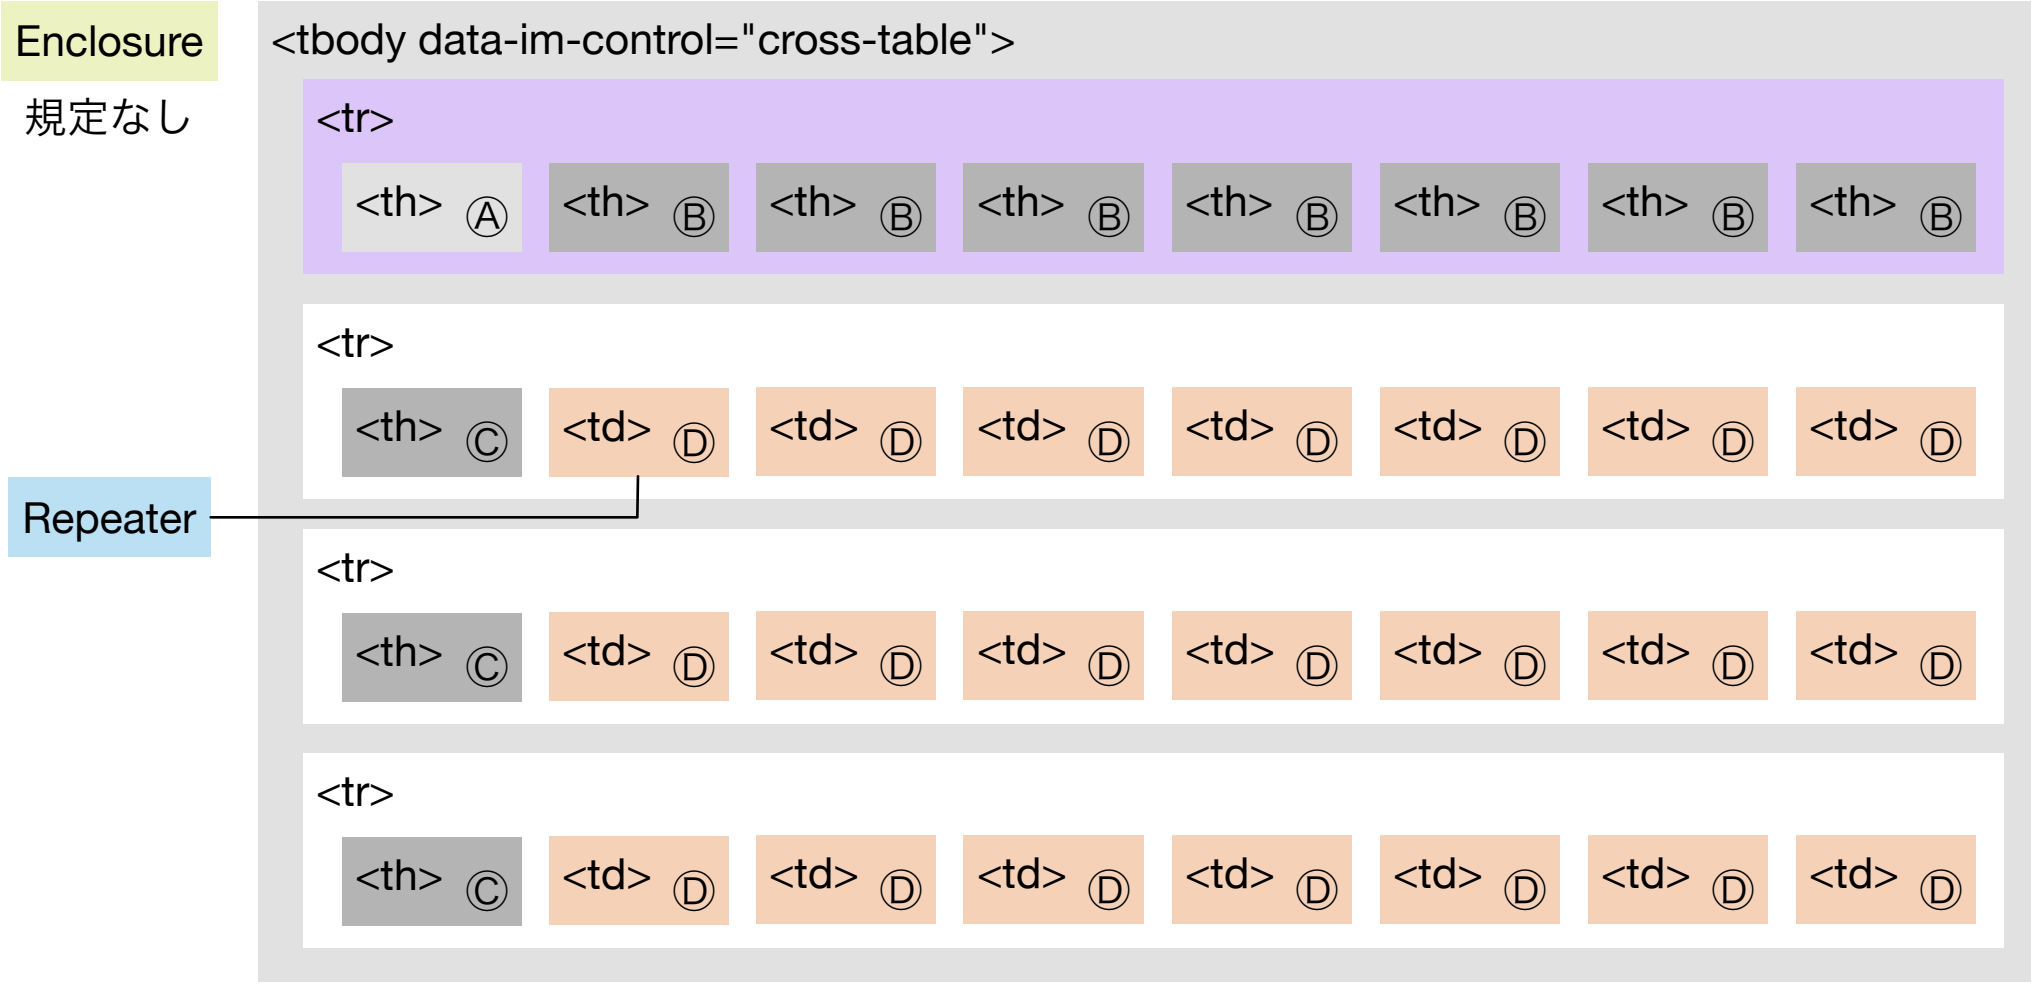 Enclosure
規定なし
<tbody data-im-control="cross-table">
<tr>
<th> Ⓐ <th> Ⓑ <th> Ⓑ <th> Ⓑ <th> Ⓑ <th> Ⓑ <th> Ⓑ <th> Ⓑ
<tr>
<th> Ⓒ <td> Ⓓ <td> Ⓓ <td> Ⓓ <td> Ⓓ <td> Ⓓ <td> Ⓓ <td> Ⓓ
Repeater
<tr>
<th> Ⓒ <td> Ⓓ <td> Ⓓ <td> Ⓓ <td> Ⓓ <td> Ⓓ <td> Ⓓ <td> Ⓓ
<tr>
<th> Ⓒ <td> Ⓓ <td> Ⓓ <td> Ⓓ <td> Ⓓ <td> Ⓓ <td> Ⓓ <td> Ⓓ